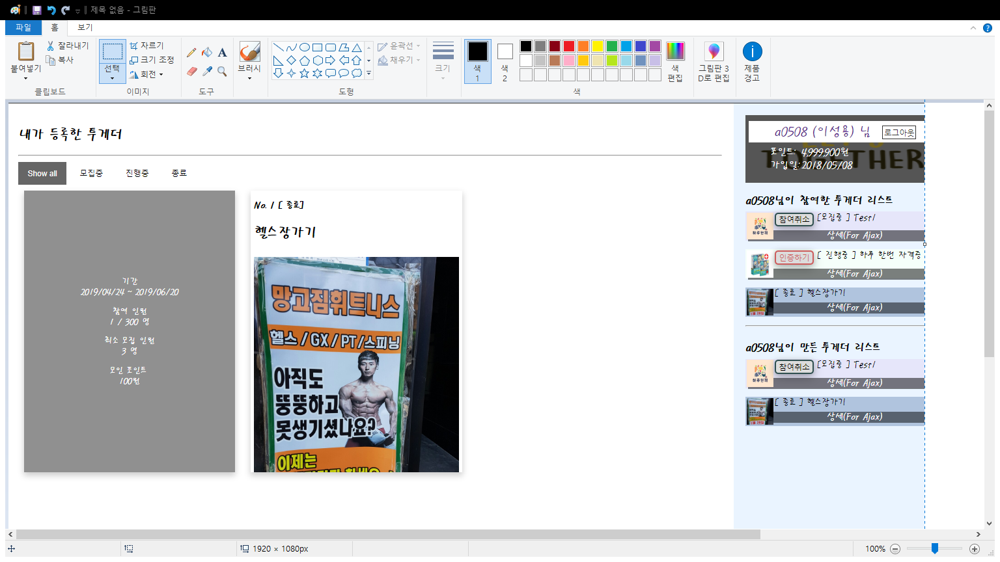 제목 없음 - 그림판
파일 홈 보기
붙여넣기
잘라내기
복사
클립보드
선택
자르기
크기 조정
회전
이미지
도구
브러시
윤곽선
채우기
도형
크기
색
1
색
2
색
편집
색
그림판 3
D로 편집
제품
경고
내가 등록한 투게더
Show all 모집중 진행중 종료
기간
2019/04/24 ~ 2019/06/20
참여 인원
1 / 300 명
최소 모집 인원
3 명
모인 포인트
100원
No. 1 [ 종료]
헬스장가기
망고짐휘트니스
헬스 / GX / PT /스피닝
아직도
뚱뚱하고
못생기셨나요?
이제는
a0508 (이성용) 님
로그아웃
포인트: 4,999,900원
가입일:2018/05/08
TOGETHER
a0508님이 참여한 투게더 리스트
하루한끼
참여취소 [모집중 ] Test1
상세(For Ajax)
인증하기 [ 진행중 ] 하루 한번 자격증
상세(For Ajax)
[ 종료 ] 헬스장가기
상세(For Ajax)
a0508님이 만든 투게더 리스트
하루한끼
참여취소 [모집중 ] Test1
상세(For Ajax)
[ 종료 ] 헬스장가기
상세(For Ajax)
1920 × 1080px
100%